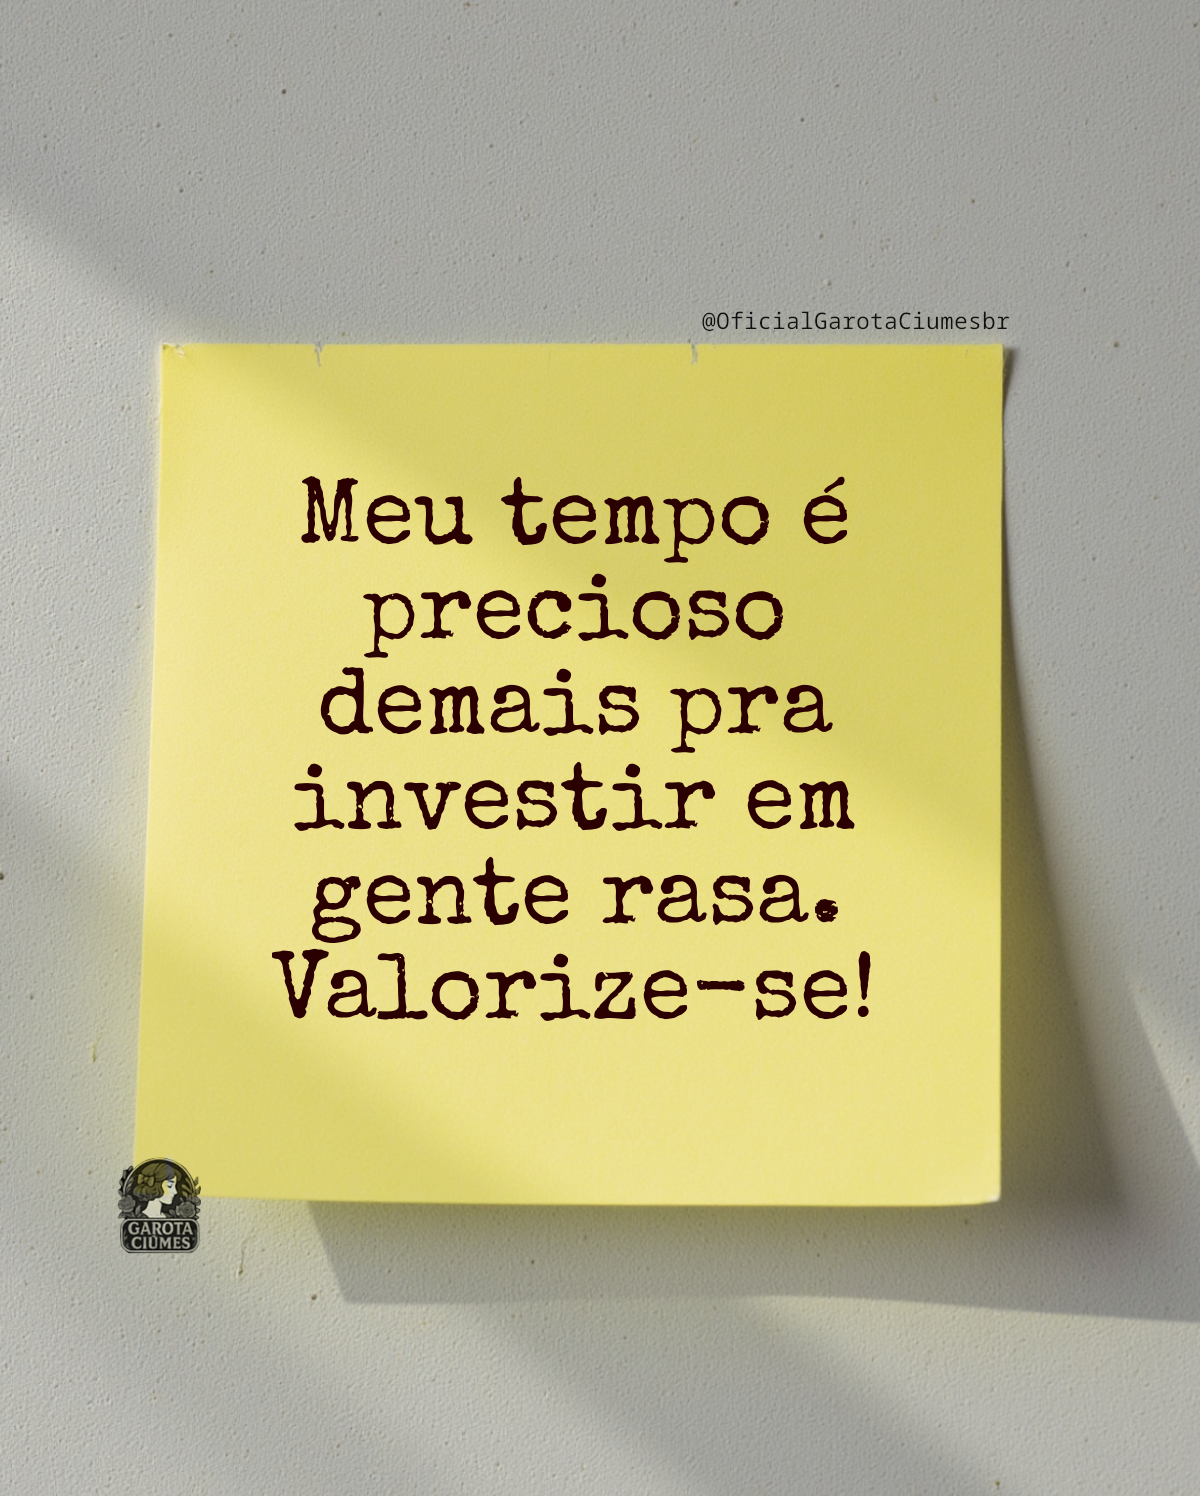 @OficialGarotaCiumesbr
Meu tempo é
precioso
demais pra
investir em
gente rasa.
Valorize-se!
GAROTA
CIÚMES